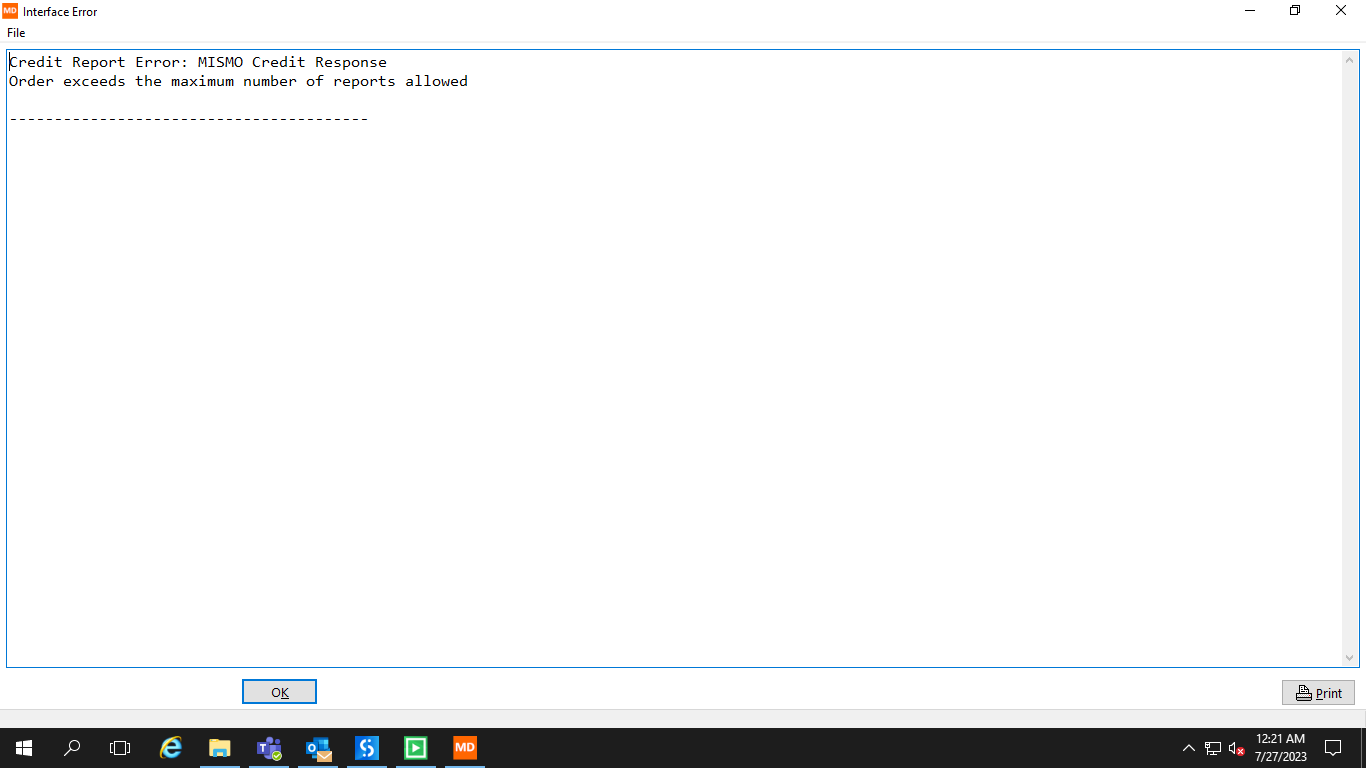 MD Interface Error
File
Credit Report Error: MISMO Credit Response
Order exceeds the maximum number of reports allowed
----------------------------------------
OK
Print
MD
12:21 AM
7/27/2023